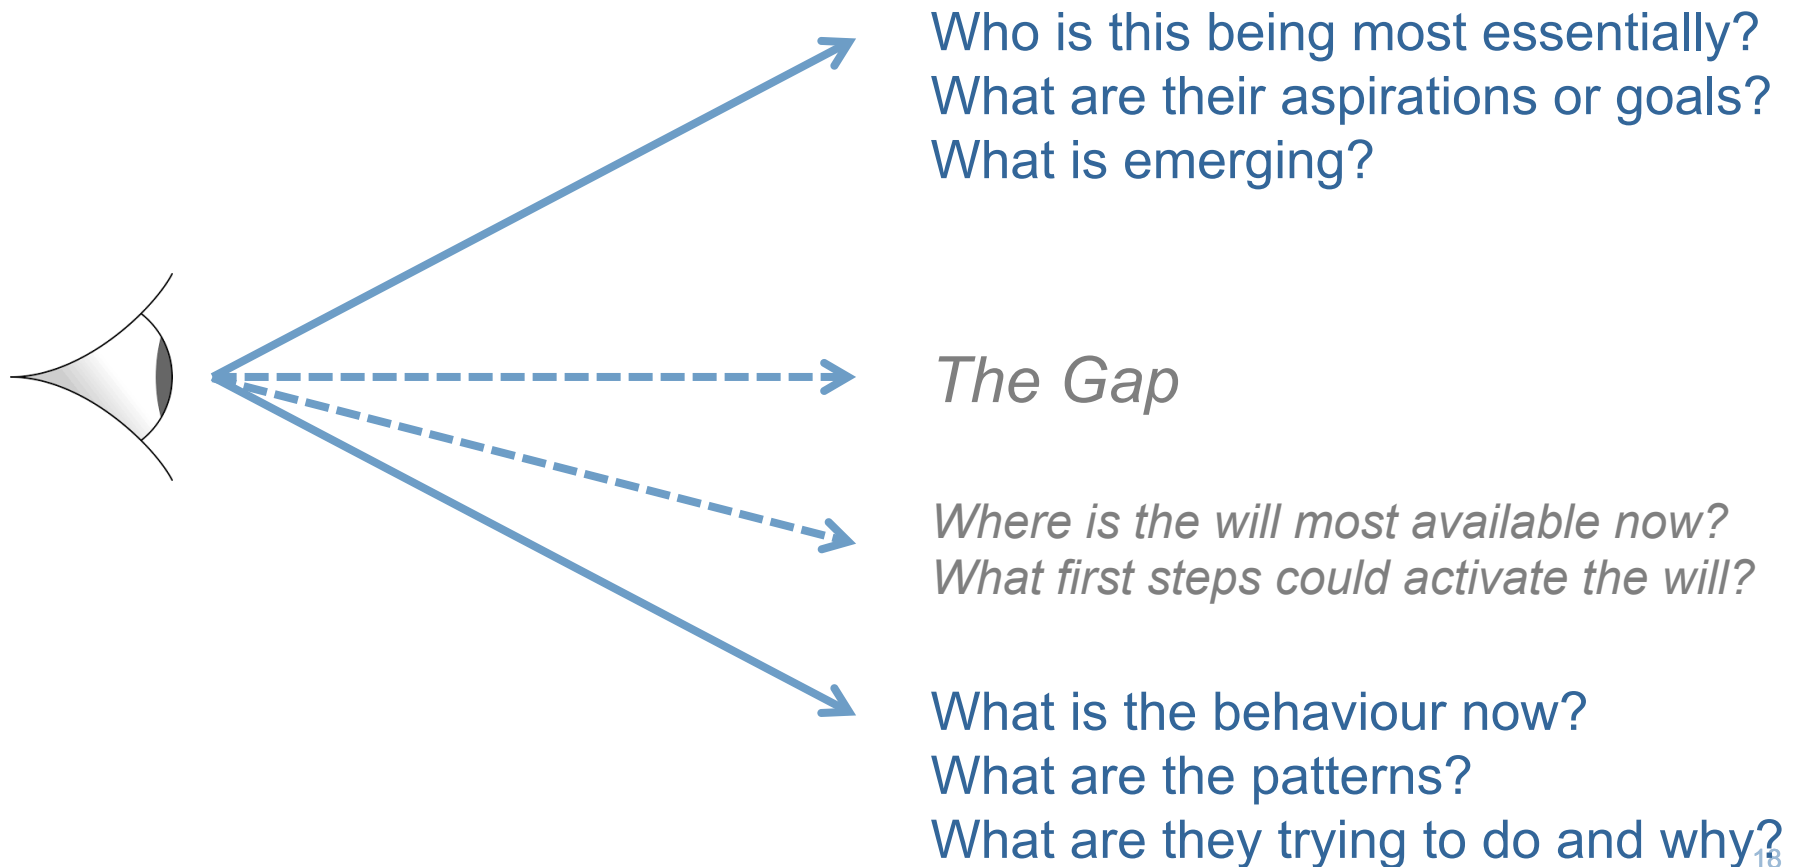 Who is this being most essentially?
What are their aspirations or goals?
What is emerging?
The Gap
Where is the will most available now?
What first steps could activate the will?
What is the behaviour now?
What are the patterns?
What are they trying to do and why?
18